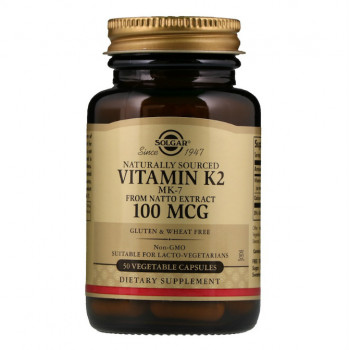 SOLGAR®
Since 1947
NATURALLY SOURCED
VITAMIN K2
MK-7
FROM NATTO EXTRACT
100 MCG
GLUTEN & WHEAT FREE
Non-GMO
SUITABLE FOR LACTO-VEGETARIANS
50 VEGETABLE CAPSULES
DIETARY SUPPLEMENT